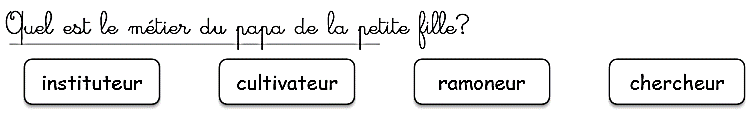 Quel est le métier du papa de la petite fille?
instituteur cultivateur ramoneur chercheur